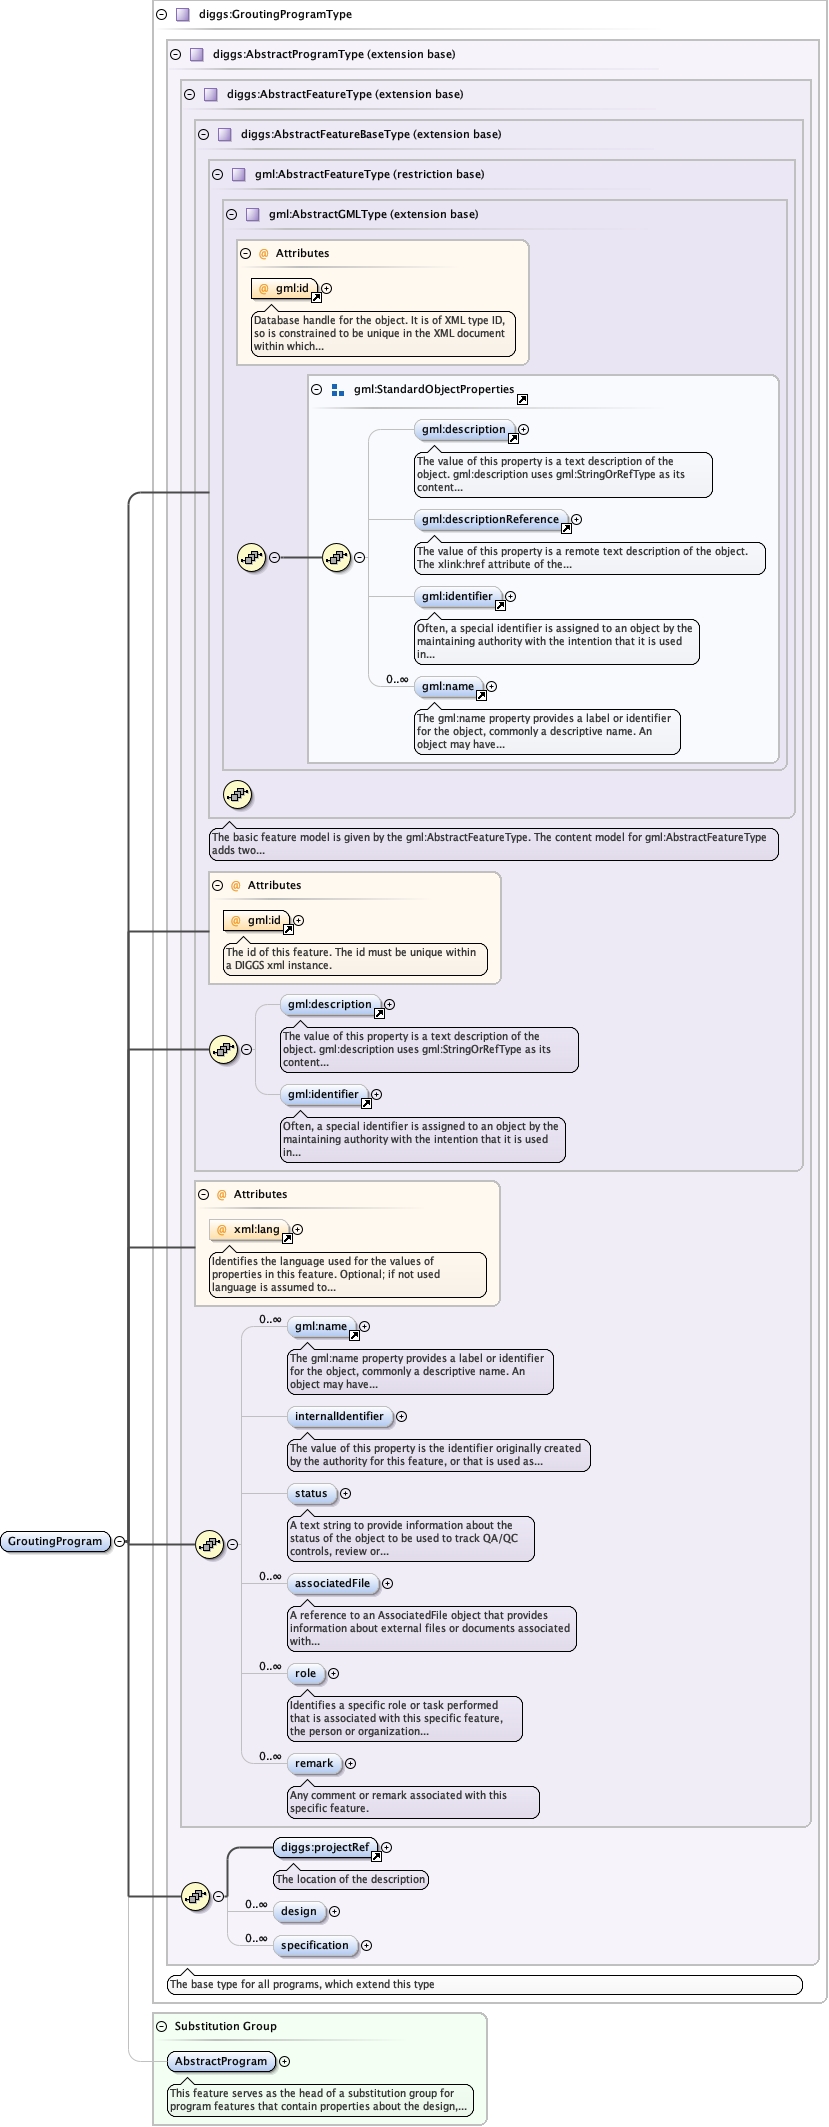 diggs:GroutingProgramType
diggs:AbstractProgramType (extension base)
diggs:AbstractFeatureType (extension base)
diggs:AbstractFeatureBaseType (extension base)
gml:AbstractFeatureType (restriction base)
gml:AbstractGMLType (extension base)
@ Attributes
@ gml:id
Database handle for the object. It is of XML type ID,
so is constrained to be unique in the XML document
within which...
gml:StandardObjectProperties
gml:description
The value of this property is a text description of the
object. gml:description uses gml:StringOrRefType as its
content...
gml:descriptionReference
The value of this property is a remote text description of the object.
The xlink:href attribute of the...
gml:identifier
Often, a special identifier is assigned to an object by the
maintaining authority with the intention that it is used
in...
0..∞
gml:name
The gml:name property provides a label or identifier
for the object, commonly a descriptive name. An
object may have...
The basic feature model is given by the gml:AbstractFeatureType. The content model for gml:AbstractFeatureType
adds two...
@ Attributes
@ gml:id
The id of this feature. The id must be unique within
a DIGGS xml instance.
gml:description
The value of this property is a text description of the
object. gml:description uses gml:StringOrRefType as its
content...
gml:identifier
Often, a special identifier is assigned to an object by the
maintaining authority with the intention that it is used
in...
@ Attributes
@ xml:lang
Identifies the language used for the values of
properties in this feature. Optional; if not used
language is assumed to...
0..∞
gml:name
The gml:name property provides a label or identifier
for the object, commonly a descriptive name. An
object may have...
internalIdentifier
The value of this property is the identifier originally created
by the authority for this feature, or that is used as...
status
A text string to provide information about the
status of the object to be used to track QA/QC
controls, review or...
GroutingProgram
0..∞
associatedFile
A reference to an AssociatedFile object that provides
information about external files or documents associated
with...
0..∞
role
Identifies a specific role or task performed
that is associated with this specific feature,
the person or organization...
0..∞
remark
Any comment or remark associated with this
specific feature.
diggs:projectRef
The location of the description
0..∞
design
0..∞
specification
The base type for all programs, which extend this type
Substitution Group
AbstractProgram
This feature serves as the head of a substitution group for
program features that contain properties about the design,...